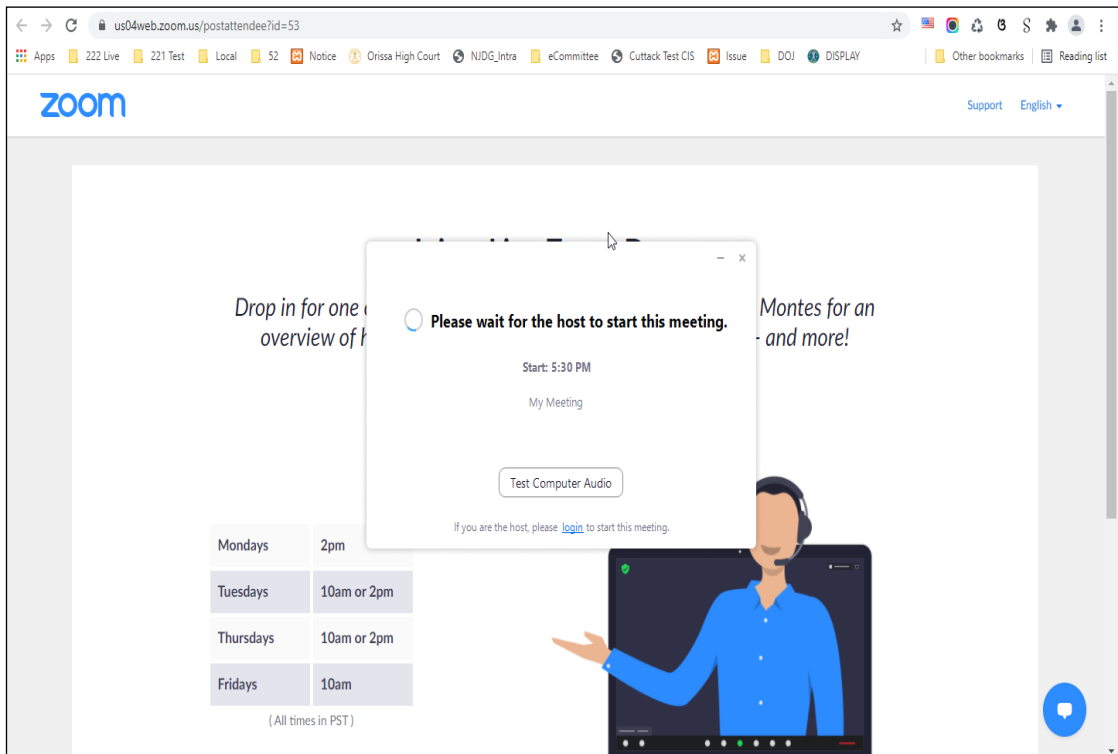 us04web.zoom.us/postattendee?id=53
Apps 222 Live 221 Test Local 52 Notice Orissa High Court NJDG_Intra eCommittee Cuttack Test CIS Issue DOJ DISPLAY Other bookmarks Reading list
zoom Support English
Drop in for one Montes for an
overview of and more!
Please wait for the host to start this meeting.
Start: 5:30 PM
My Meeting
Test Computer Audio
If you are the host, please login to start this meeting.
Mondays 2pm
Tuesdays 10am or 2pm
Thursdays 10am or 2pm
Fridays 10am
( All times in PST )